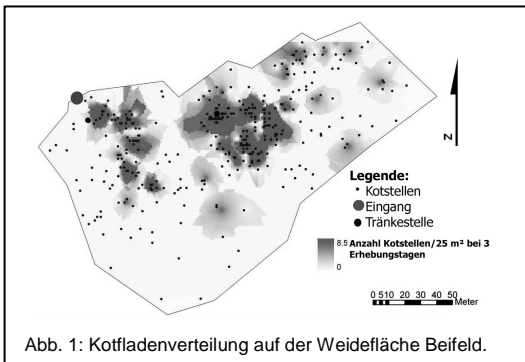 N
Legende:
Kotstellen
Eingang
Tränkestelle
8.5 Anzahl Kotstellen/25 m² bei 3
Erhebungstagen
0
0 5 10 20 30 40 50
Meter
Abb. 1: Kotfladenverteilung auf der Weidefläche Beifeld.